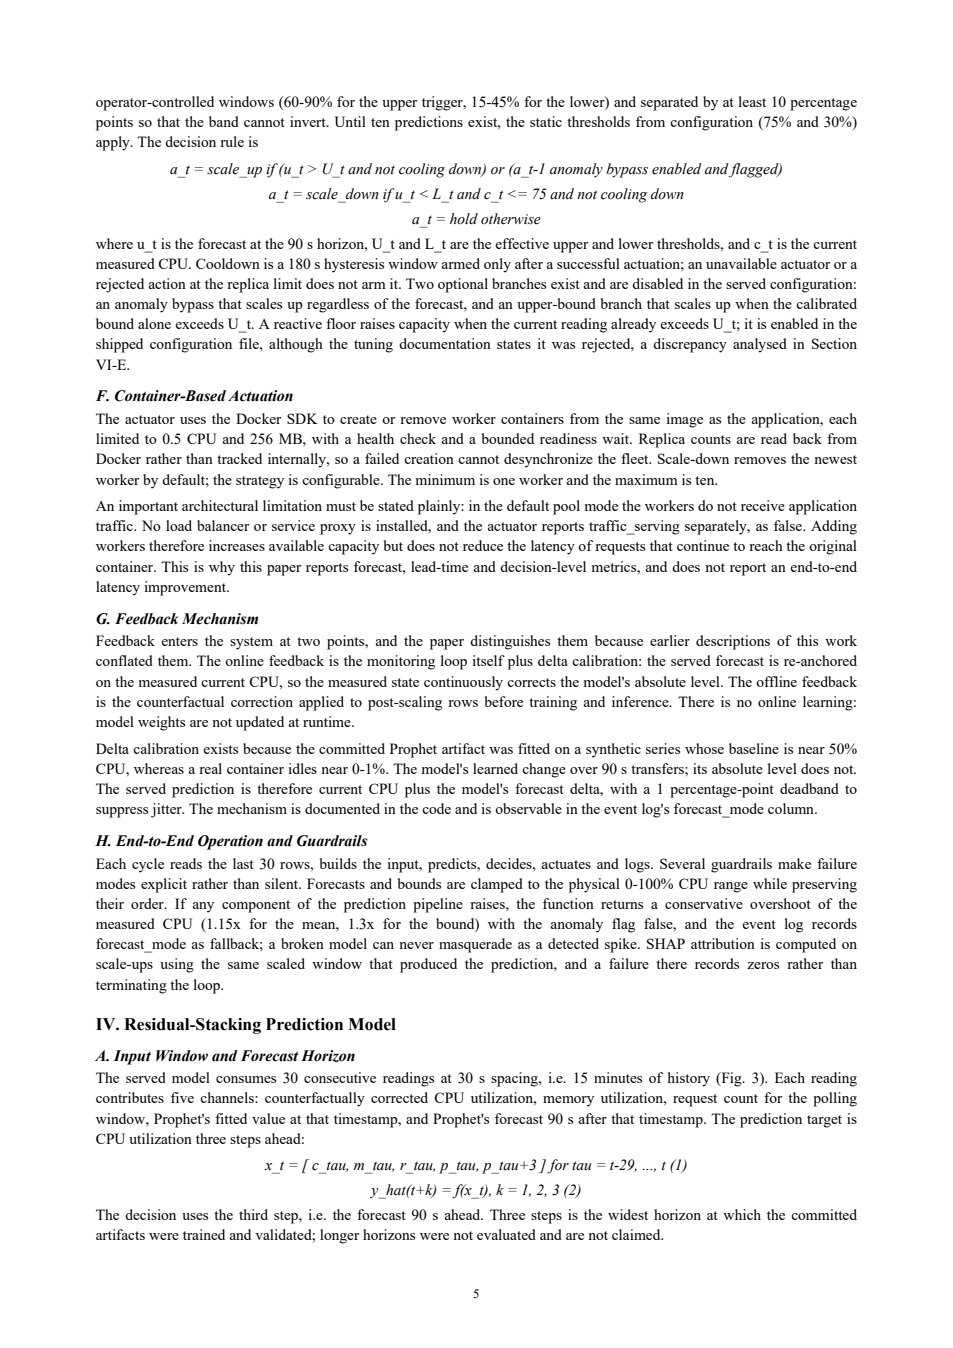 operator-controlled windows (60-90% for the upper trigger, 15-45% for the lower) and separated by at least 10 percentage
points so that the band cannot invert. Until ten predictions exist, the static thresholds from configuration (75% and 30%)
apply. The decision rule is
a_t = scale_up if (u_t > U_t and not cooling down) or (a_t-1 anomaly bypass enabled and flagged)
a_t = scale_down if u_t < L_t and c_t <= 75 and not cooling down
a_t = hold otherwise
where u_t is the forecast at the 90 s horizon, U_t and L_t are the effective upper and lower thresholds, and c_t is the current
measured CPU. Cooldown is a 180 s hysteresis window armed only after a successful actuation; an unavailable actuator or a
rejected action at the replica limit does not arm it. Two optional branches exist and are disabled in the served configuration:
an anomaly bypass that scales up regardless of the forecast, and an upper-bound branch that scales up when the calibrated
bound alone exceeds U_t. A reactive floor raises capacity when the current reading already exceeds U_t; it is enabled in the
shipped configuration file, although the tuning documentation states it was rejected, a discrepancy analysed in Section
VI-E.
F. Container-Based Actuation
The actuator uses the Docker SDK to create or remove worker containers from the same image as the application, each
limited to 0.5 CPU and 256 MB, with a health check and a bounded readiness wait. Replica counts are read back from
Docker rather than tracked internally, so a failed creation cannot desynchronize the fleet. Scale-down removes the newest
worker by default; the strategy is configurable. The minimum is one worker and the maximum is ten.
An important architectural limitation must be stated plainly: in the default pool mode the workers do not receive application
traffic. No load balancer or service proxy is installed, and the actuator reports traffic_serving separately, as false. Adding
workers therefore increases available capacity but does not reduce the latency of requests that continue to reach the original
container. This is why this paper reports forecast, lead-time and decision-level metrics, and does not report an end-to-end
latency improvement.
G. Feedback Mechanism
Feedback enters the system at two points, and the paper distinguishes them because earlier descriptions of this work
conflated them. The online feedback is the monitoring loop itself plus delta calibration: the served forecast is re-anchored
on the measured current CPU, so the measured state continuously corrects the model's absolute level. The offline feedback
is the counterfactual correction applied to post-scaling rows before training and inference. There is no online learning:
model weights are not updated at runtime.
Delta calibration exists because the committed Prophet artifact was fitted on a synthetic series whose baseline is near 50%
CPU, whereas a real container idles near 0-1%. The model's learned change over 90 s transfers; its absolute level does not.
The served prediction is therefore current CPU plus the model's forecast delta, with a 1 percentage-point deadband to
suppress jitter. The mechanism is documented in the code and is observable in the event log's forecast_mode column.
H. End-to-End Operation and Guardrails
Each cycle reads the last 30 rows, builds the input, predicts, decides, actuates and logs. Several guardrails make failure
modes explicit rather than silent. Forecasts and bounds are clamped to the physical 0-100% CPU range while preserving
their order. If any component of the prediction pipeline raises, the function returns a conservative overshoot of the
measured CPU (1.15x for the mean, 1.3x for the bound) with the anomaly flag false, and the event log records
forecast_mode as fallback; a broken model can never masquerade as a detected spike. SHAP attribution is computed on
scale-ups using the same scaled window that produced the prediction, and a failure there records zeros rather than
terminating the loop.
IV. Residual-Stacking Prediction Model
A. Input Window and Forecast Horizon
The served model consumes 30 consecutive readings at 30 s spacing, i.e. 15 minutes of history (Fig. 3). Each reading
contributes five channels: counterfactually corrected CPU utilization, memory utilization, request count for the polling
window, Prophet's fitted value at that timestamp, and Prophet's forecast 90 s after that timestamp. The prediction target is
CPU utilization three steps ahead:
x_t = [ c_tau, m_tau, r_tau, p_tau, p_tau+3 ] for tau = t-29, ..., t (1)
y_hat(t+k) = f(x_t), k = 1, 2, 3 (2)
The decision uses the third step, i.e. the forecast 90 s ahead. Three steps is the widest horizon at which the committed
artifacts were trained and validated; longer horizons were not evaluated and are not claimed.
5